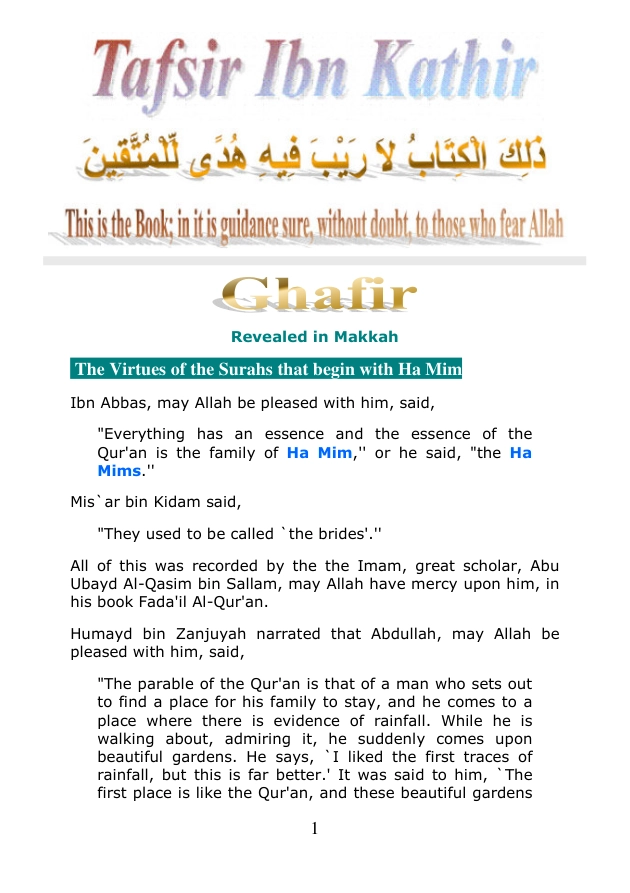 Tafsir Ibn Kathir
ذَلِكَ الْكِتَابُ لاَ رَيْبَ فِيهِ هُدًى لِّلْمُتَّقِينَ
This is the Book; in it is guidance sure, without doubt, to those who fear Allah
Ghafir
Revealed in Makkah
The Virtues of the Surahs that begin with Ha Mim
Ibn Abbas, may Allah be pleased with him, said,
"Everything has an essence and the essence of the
Qur'an is the family of Ha Mim,'' or he said, "the Ha
Mims.''
Mis`ar bin Kidam said,
"They used to be called `the brides'.''
All of this was recorded by the the Imam, great scholar, Abu
Ubayd Al-Qasim bin Sallam, may Allah have mercy upon him, in
his book Fada'il Al-Qur'an.
Humayd bin Zanjuyah narrated that Abdullah, may Allah be
pleased with him, said,
"The parable of the Qur'an is that of a man who sets out
to find a place for his family to stay, and he comes to a
place where there is evidence of rainfall. While he is
walking about, admiring it, he suddenly comes upon
beautiful gardens. He says, `I liked the first traces of
rainfall, but this is far better.' It was said to him, `The
first place is like the Qur'an, and these beautiful gardens
1